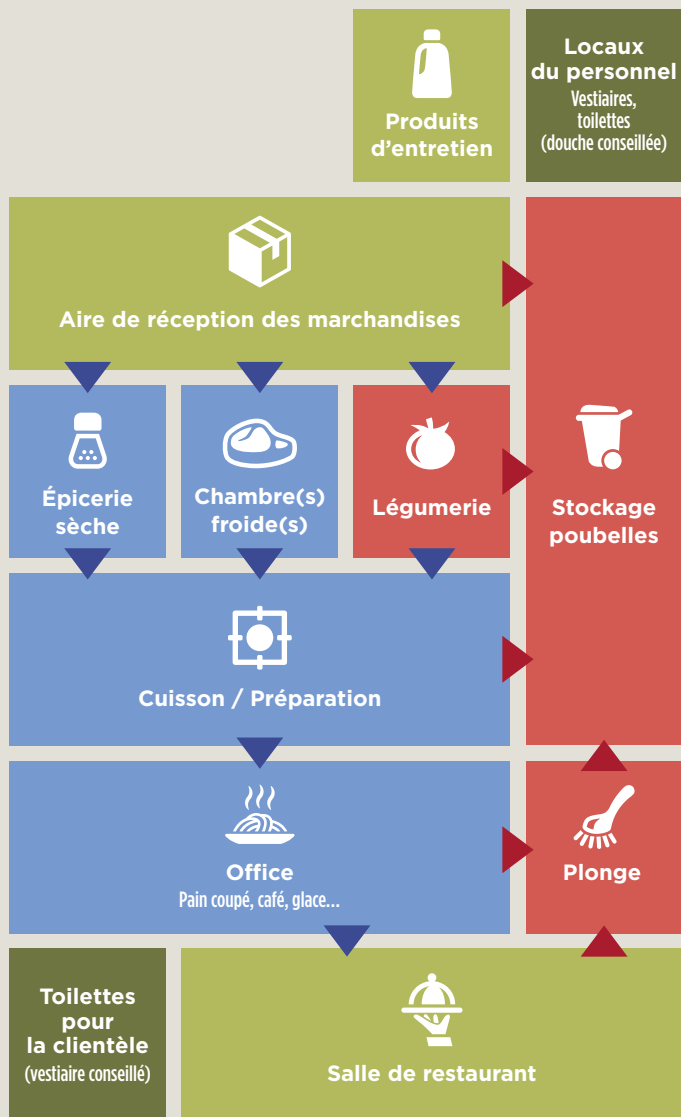 Produits
d’entretien
Locaux
du personnel
Vestiaires,
toilettes
(douche conseillée)
Aire de réception des marchandises
Épicerie
sèche
Chambre(s)
froide(s)
Légumerie
Stockage
poubelles
Cuisson / Préparation
Office
Pain coupé, café, glace...
Plonge
Toilettes
pour
la clientèle
(vestiaire conseillé)
Salle de restaurant